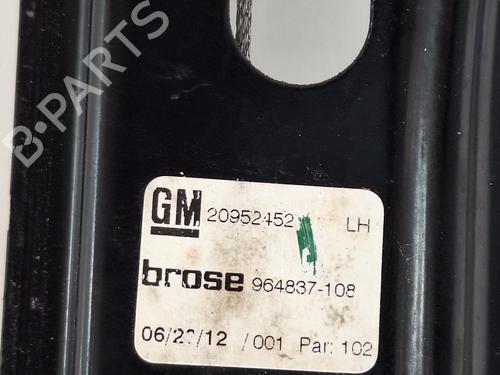 B-PARTS
GM 20952452 LH
brose 964837-108
/001 Par: 102